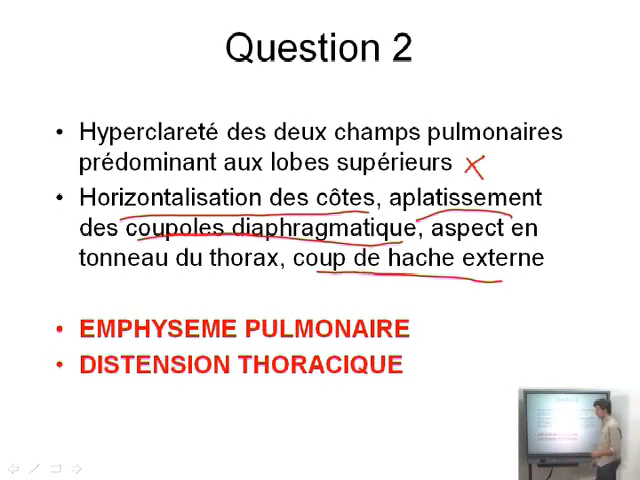 Question 2
• Hyperclareté des deux champs pulmonaires
prédominant aux lobes supérieurs
• Horizontalisation des côtes, aplatissement
des coupoles diaphragmatique, aspect en
tonneau du thorax, coup de hache externe
• EMPHYSEME PULMONAIRE
• DISTENSION THORACIQUE